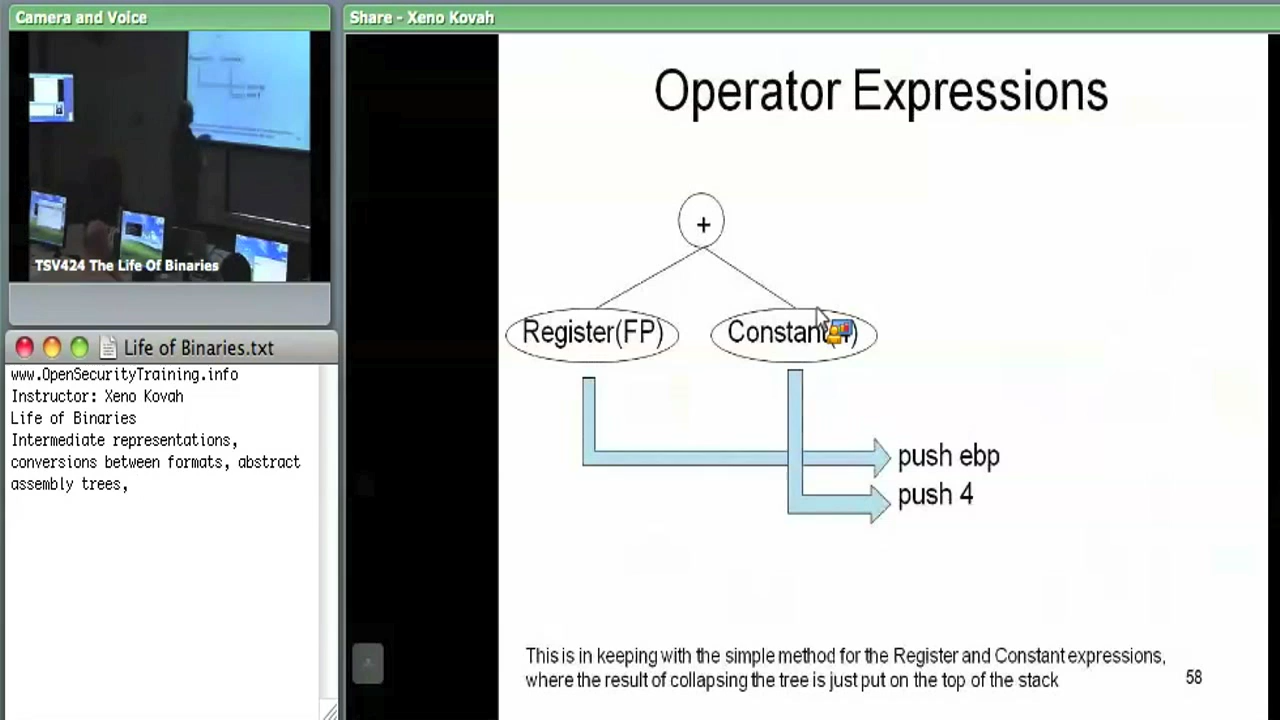 Camera and Voice
TSV424 The Life Of Binaries
Life of Binaries.txt
www.OpenSecurityTraining.info
Instructor: Xeno Kovah
Life of Binaries
Intermediate representations,
conversions between formats, abstract
assembly trees,
Share - Xeno Kovah
Operator Expressions
+
Register(FP)
push ebp
push 4
This is in keeping with the simple method for the Register and Constant expressions,
where the result of collapsing the tree is just put on the top of the stack
58